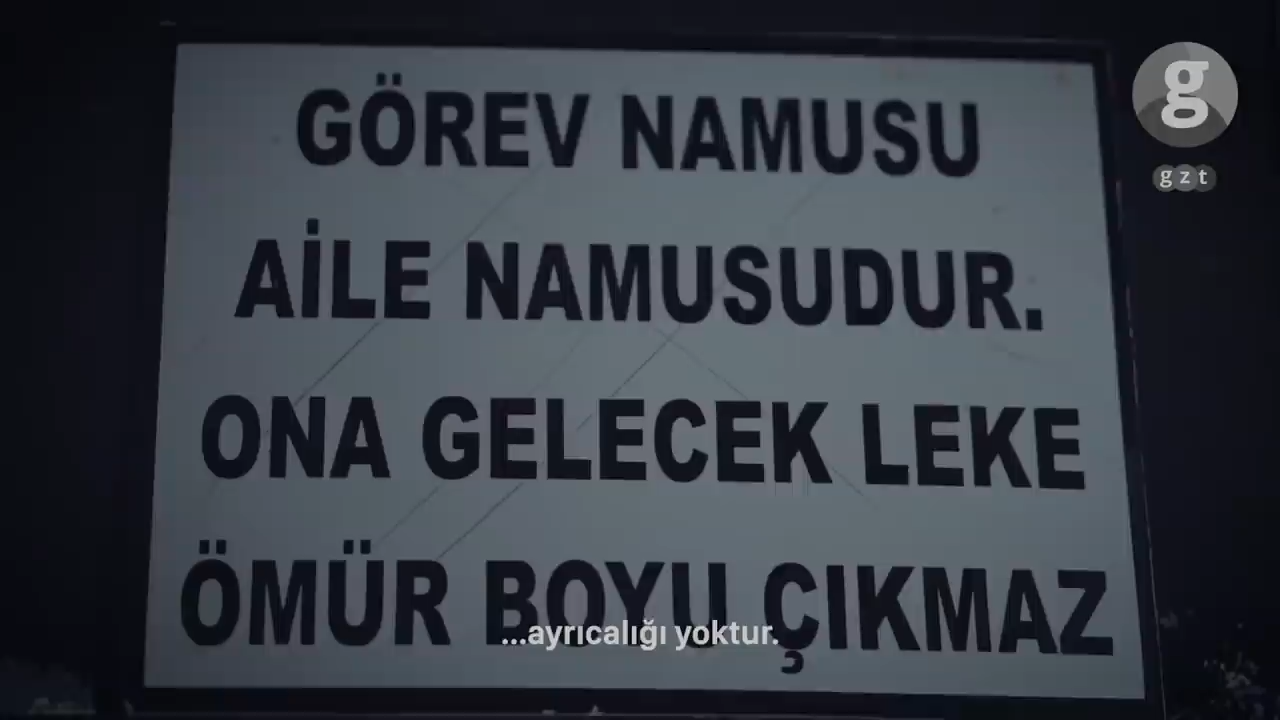 GÖREV NAMUSU
AİLE NAMUSUDUR.
ONA GELECEK LEKE
ÖMÜR BOYU ÇIKMAZ
...ayrıcalığı yoktur.
g
gzt